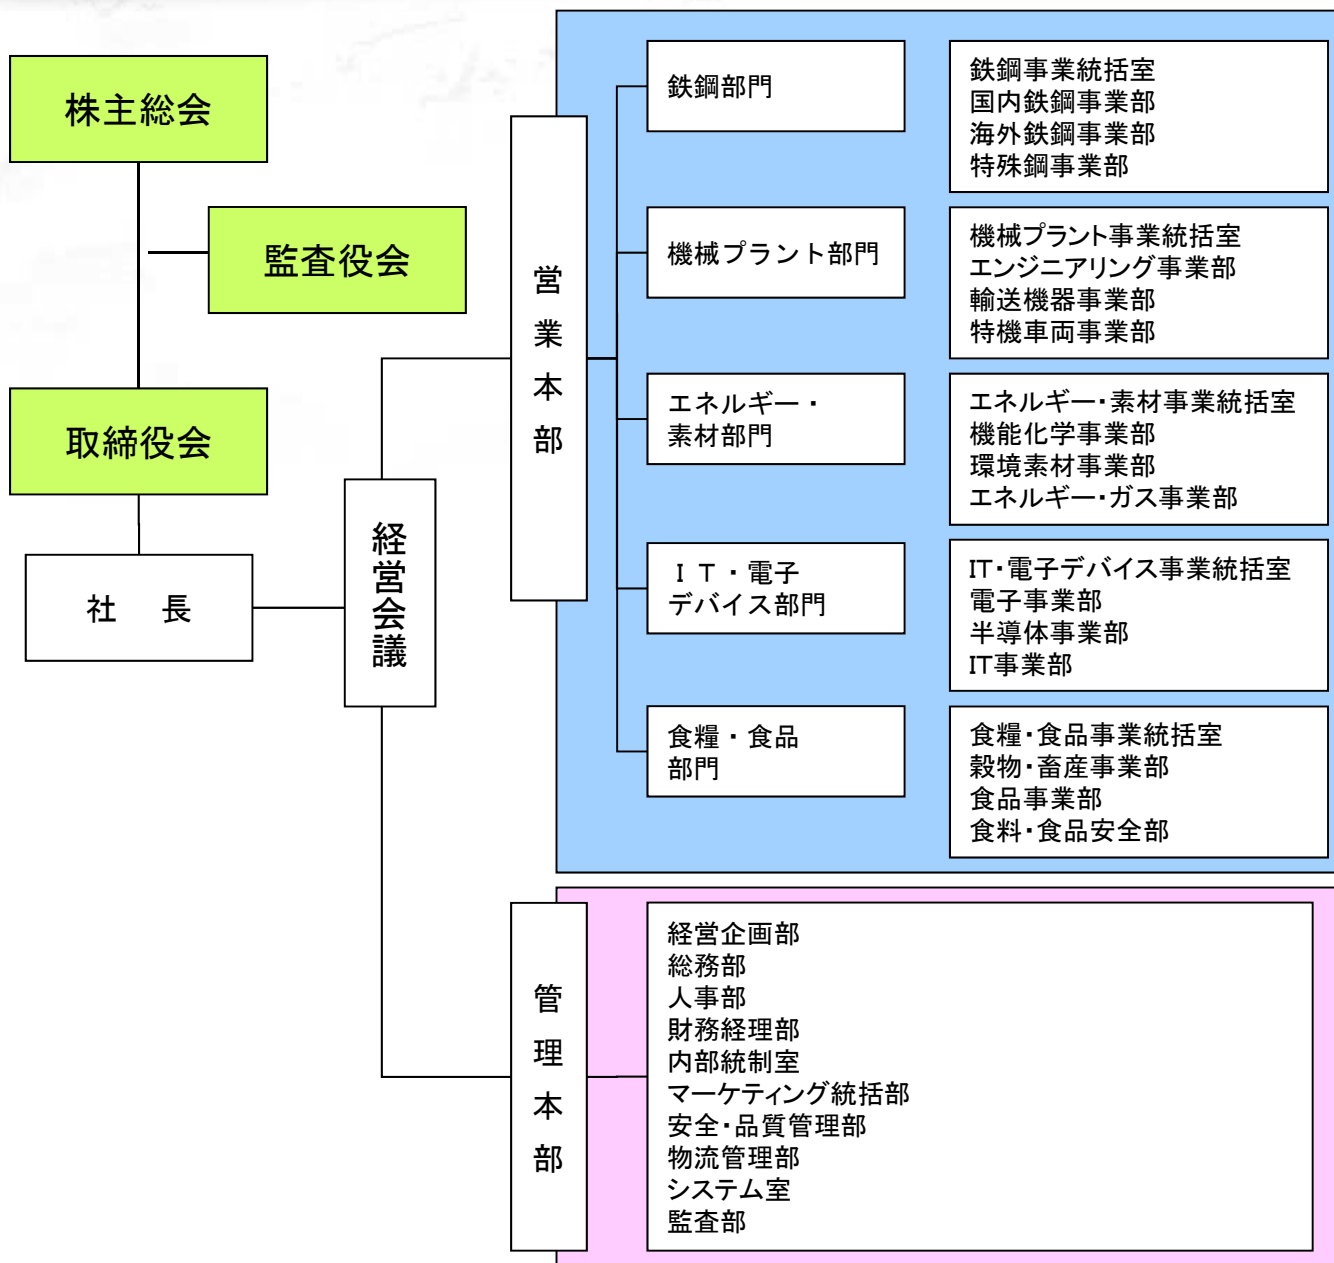 株主総会
監査役会
取締役会
社　長
経営会議
営業本部
鉄鋼部門
鉄鋼事業統括室
国内鉄鋼事業部
海外鉄鋼事業部
特殊鋼事業部
機械プラント部門
機械プラント事業統括室
エンジニアリング事業部
輸送機器事業部
特機車両事業部
エネルギー・
素材部門
エネルギー・素材事業統括室
機能化学事業部
環境素材事業部
エネルギー・ガス事業部
ＩＴ・電子
デバイス部門
IT・電子デバイス事業統括室
電子事業部
半導体事業部
IT事業部
食糧・食品
部門
食糧・食品事業統括室
穀物・畜産事業部
食品事業部
食料・食品安全部
管理本部
経営企画部
総務部
人事部
財務経理部
内部統制室
マーケティング統括部
安全・品質管理部
物流管理部
システム室
監査部